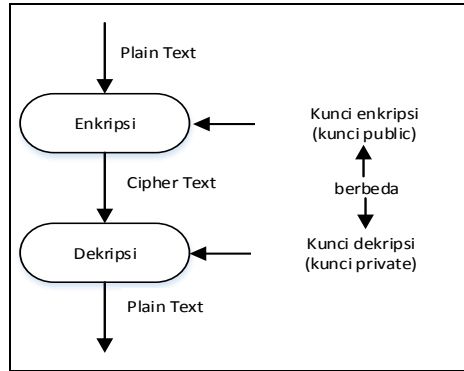 Plain Text
Enkripsi
Kunci enkripsi
(kunci public)
Cipher Text
berbeda
Dekripsi
Kunci dekripsi
(kunci private)
Plain Text